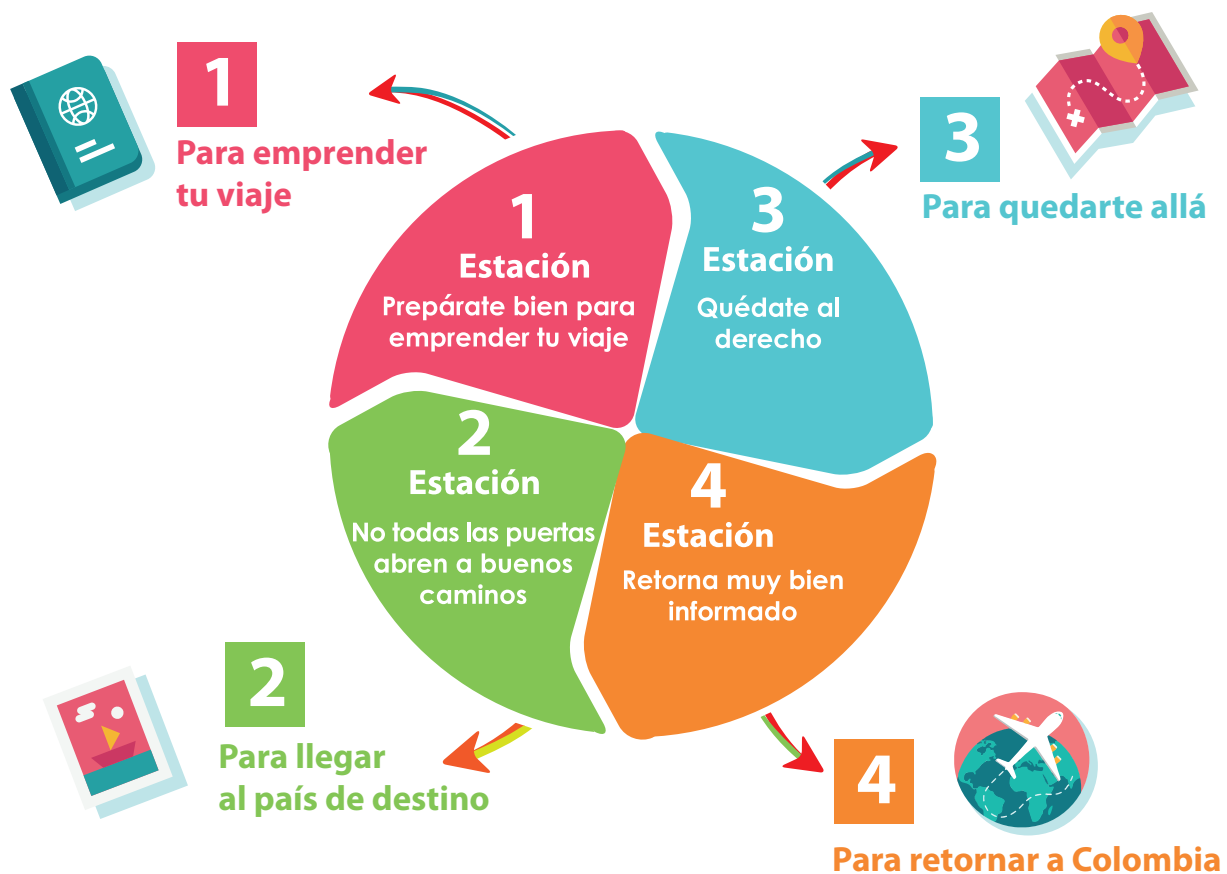 1
Para emprender
tu viaje
1
Estación
Prepárate bien para
emprender tu viaje
2
Estación
No todas las puertas
abren a buenos
caminos
2
Para llegar
al país de destino
3
Para quedarte allá
3
Estación
Quédate al
derecho
4
Estación
Retorna muy bien
informado
4
Para retornar a Colombia